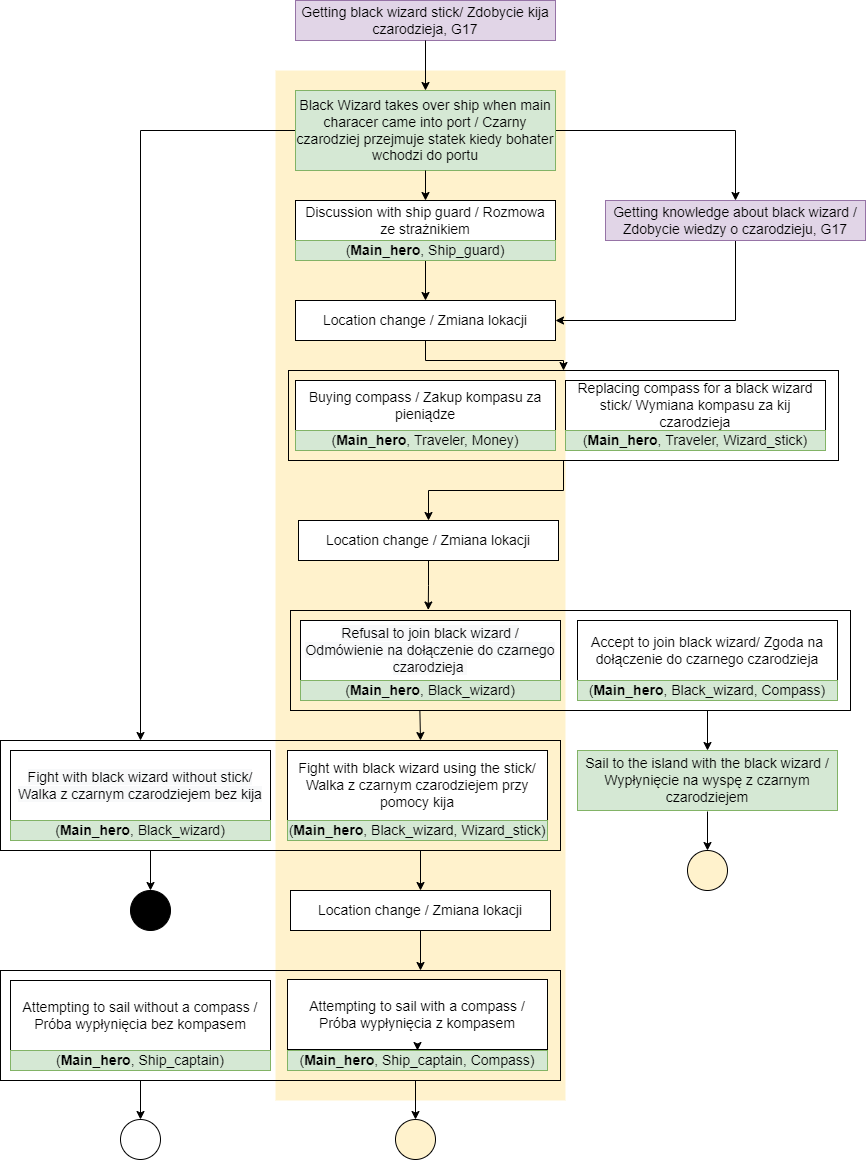 Getting black wizard stick/ Zdobycie kija
czarodzieja, G17
Black Wizard takes over ship when main
characer came into port / Czarny
czarodziej przejmuje statek kiedy bohater
wchodzi do portu
Discussion with ship guard / Rozmowa
ze strażnikiem
(Main_hero, Ship_guard)
Getting knowledge about black wizard /
Zdobycie wiedzy o czarodzieju, G17
Location change / Zmiana lokacji
Buying compass / Zakup kompasu za
pieniądze
(Main_hero, Traveler, Money)
Replacing compass for a black wizard
stick/ Wymiana kompasu za kij
czarodzieja
(Main_hero, Traveler, Wizard_stick)
Location change / Zmiana lokacji
Refusal to join black wizard /
Odmówienie na dołączenie do czarnego
czarodzieja
(Main_hero, Black_wizard)
Accept to join black wizard/ Zgoda na
dołączenie do czarnego czarodzieja
(Main_hero, Black_wizard, Compass)
Fight with black wizard without stick/
Walka z czarnym czarodziejem bez kija
(Main_hero, Black_wizard)
Fight with black wizard using the stick/
Walka z czarnym czarodziejem przy
pomocy kija
(Main_hero, Black_wizard, Wizard_stick)
Sail to the island with the black wizard /
Wypłynięcie na wyspę z czarnym
czarodziejem
Location change / Zmiana lokacji
Attempting to sail without a compass /
Próba wypłynięcia bez kompasem
(Main_hero, Ship_captain)
Attempting to sail with a compass /
Próba wypłynięcia z kompasem
(Main_hero, Ship_captain, Compass)